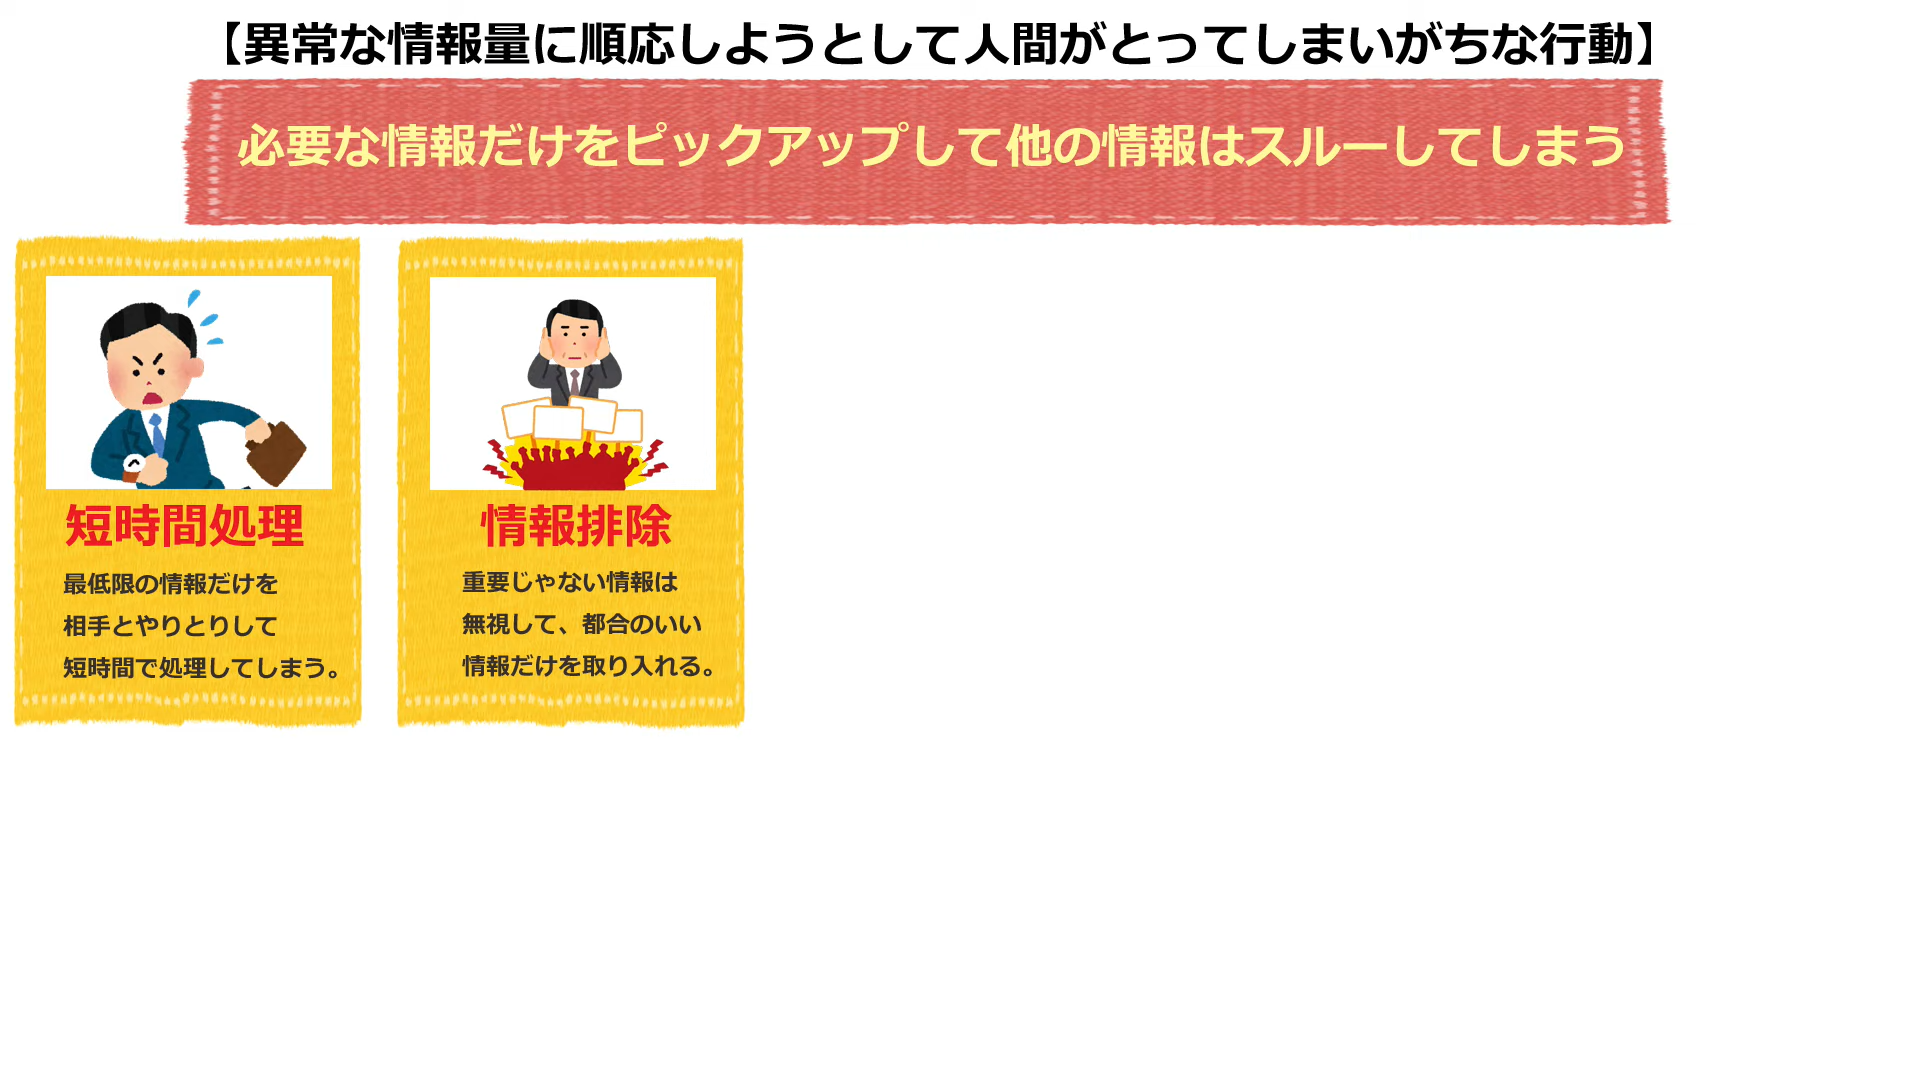 【異常な情報量に順応しようとして人間がとってしまいがちな行動】
必要な情報だけをピックアップして他の情報はスルーしてしまう
短時間処理
最低限の情報だけを
相手とやりとりして
短時間で処理してしまう。
情報排除
重要じゃない情報は
無視して、都合のいい
情報だけを取り入れる。